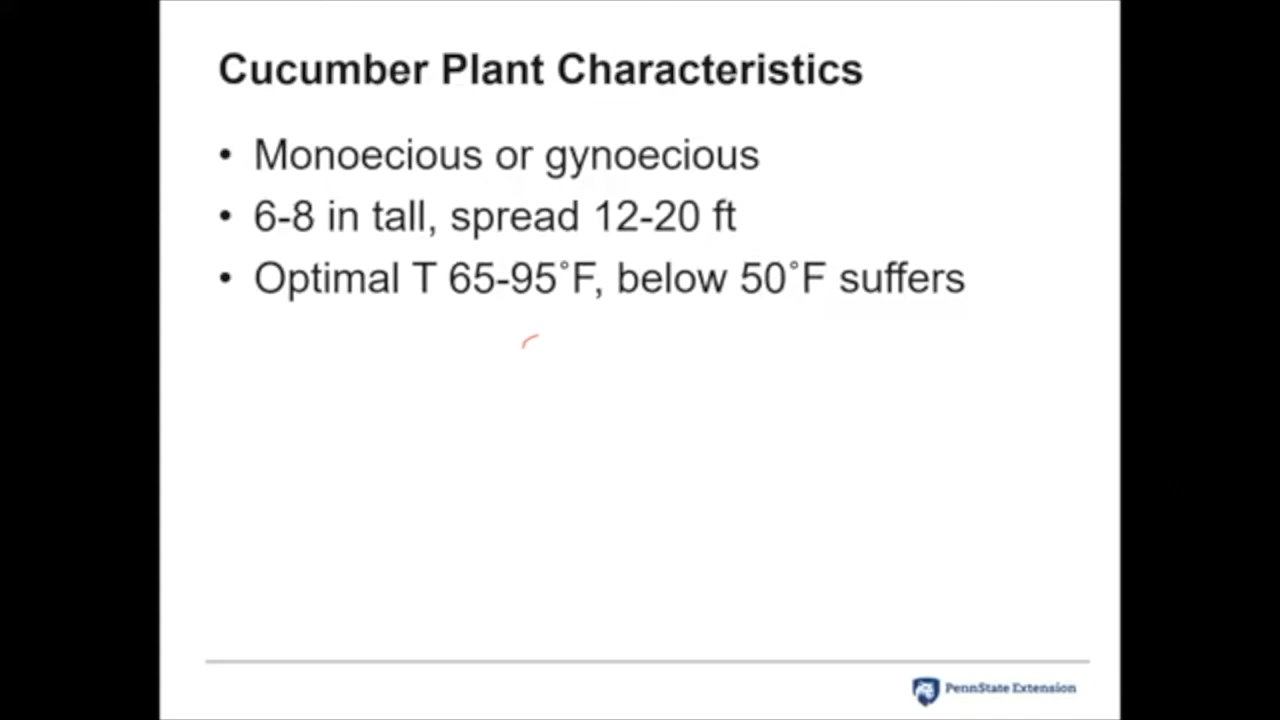 Cucumber Plant Characteristics
• Monoecious or gynoecious
• 6-8 in tall, spread 12-20 ft
• Optimal T 65-95˚F, below 50˚F suffers
PennState Extension